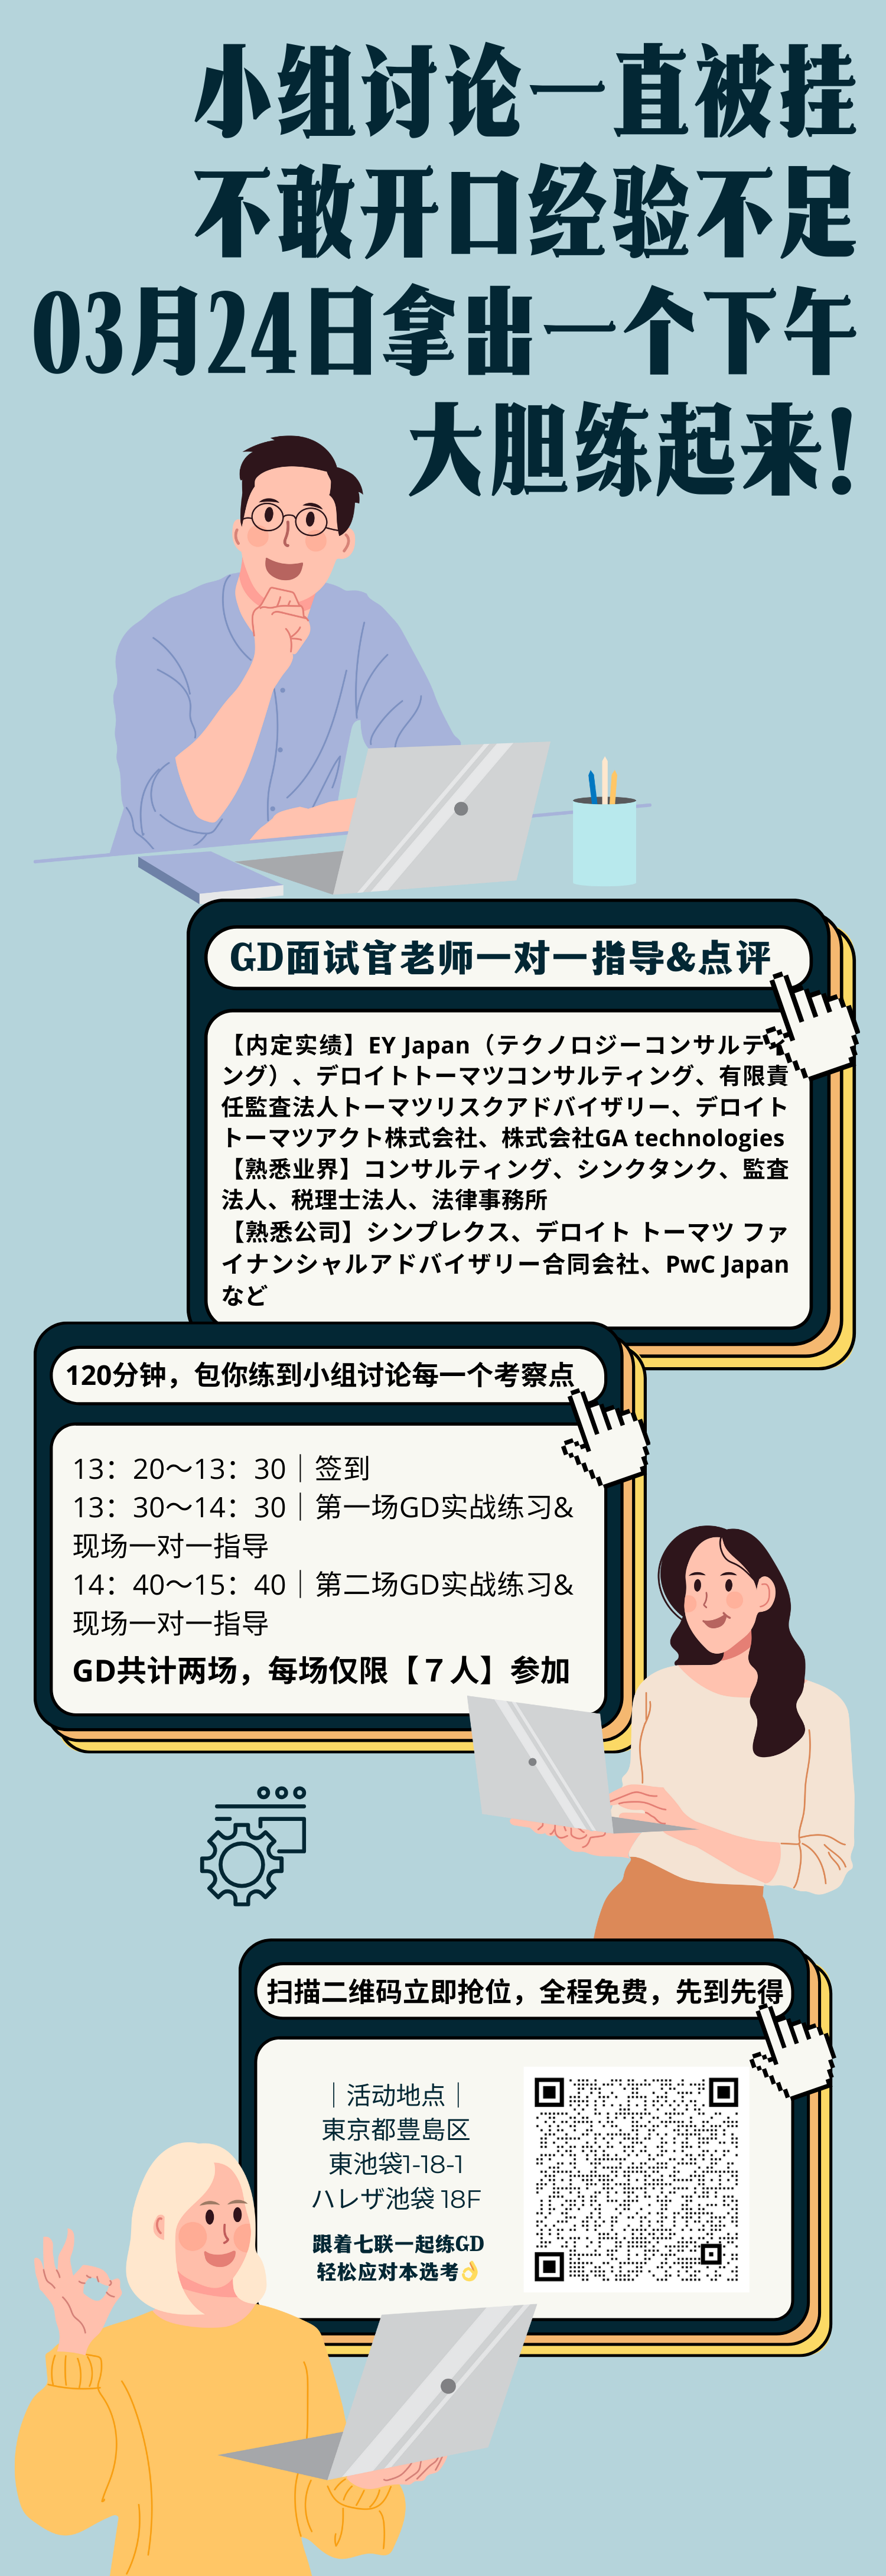 小组讨论一直被挂
不敢开口经验不足
03月24日拿出一个下午
大胆练起来!
GD面试官老师一对一指导&点评
【内定实绩】EY Japan（テクノロジーコンサルティ
ング）、デロイトトーマツコンサルティング、有限責
任監査法人トーマツリスクアドバイザリー、デロイト
トーマツアクト株式会社、株式会社GA technologies
【熟悉业界】コンサルティング、シンクタンク、監査
法人、税理士法人、法律事務所
【熟悉公司】シンプレクス、デロイト トーマツ ファ
イナンシャルアドバイザリー合同会社、PwC Japan
など
120分钟，包你练到小组讨论每一个考察点
13：20～13：30｜签到
13：30～14：30｜第一场GD实战练习&
现场一对一指导
14：40～15：40｜第二场GD实战练习&
现场一对一指导
GD共计两场，每场仅限【７人】参加
扫描二维码立即抢位，全程免费，先到先得
｜活动地点｜
東京都豊島区
東池袋1-18-1
ハレザ池袋 18F
跟着七联一起练GD
轻松应对本选考👌